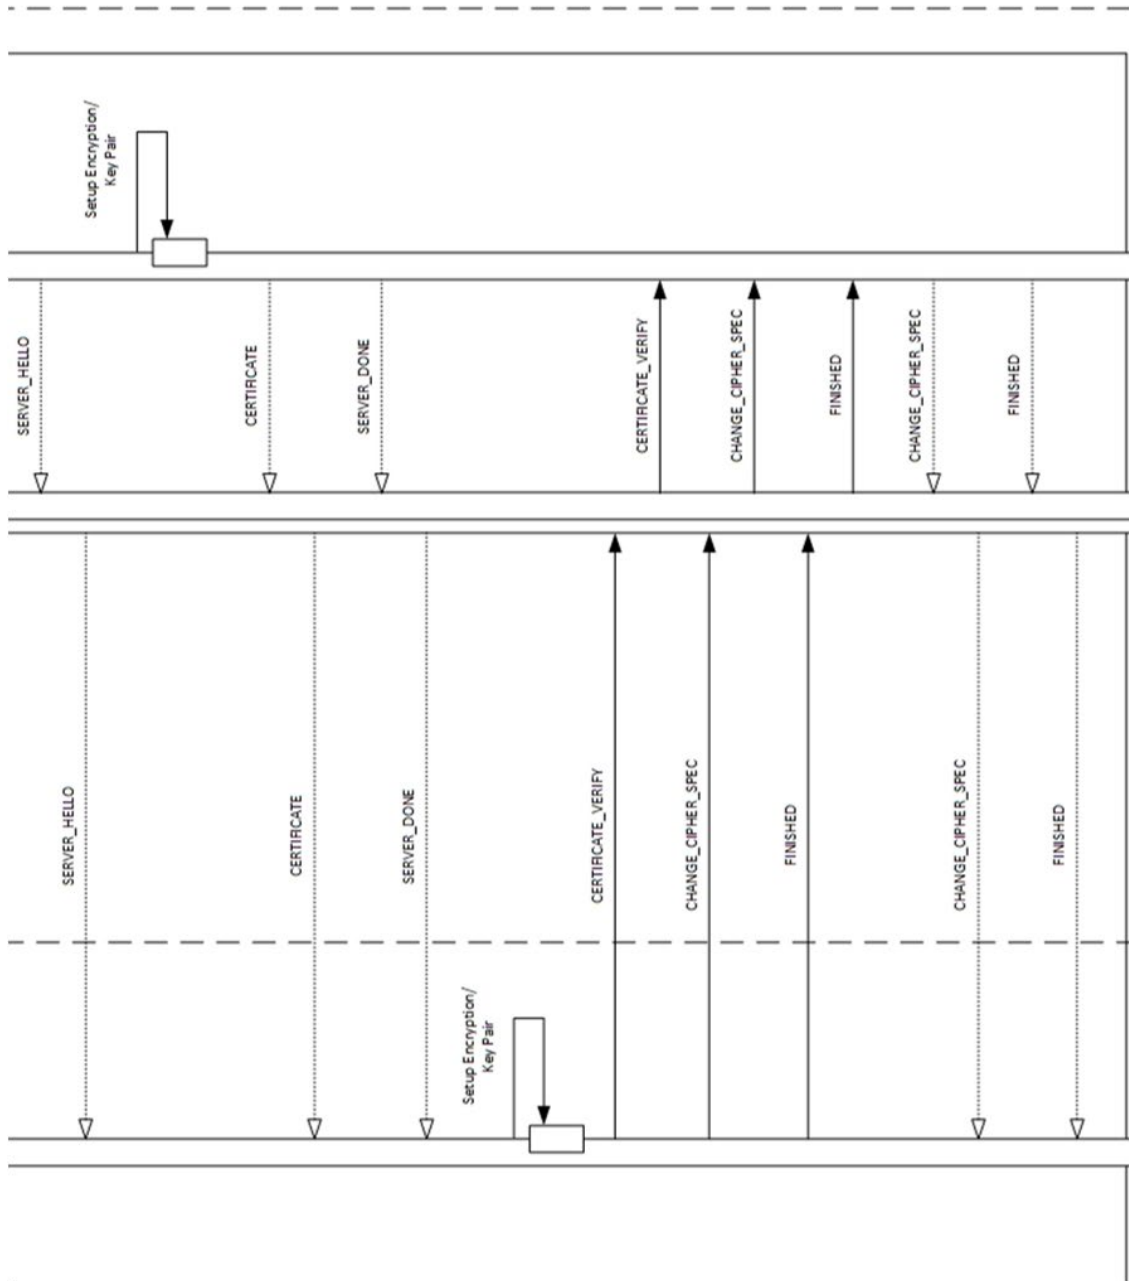 Setup Encryption/
Key Pair
SERVER_HELLO
CERTIFICATE
SERVER_DONE
CERTIFICATE_VERIFY
CHANGE_CIPHER_SPEC
FINISHED
CHANGE_CIPHER_SPEC
FINISHED
SERVER_HELLO
CERTIFICATE
SERVER_DONE
CERTIFICATE_VERIFY
CHANGE_CIPHER_SPEC
FINISHED
CHANGE_CIPHER_SPEC
FINISHED
Setup Encryption/
Key Pair